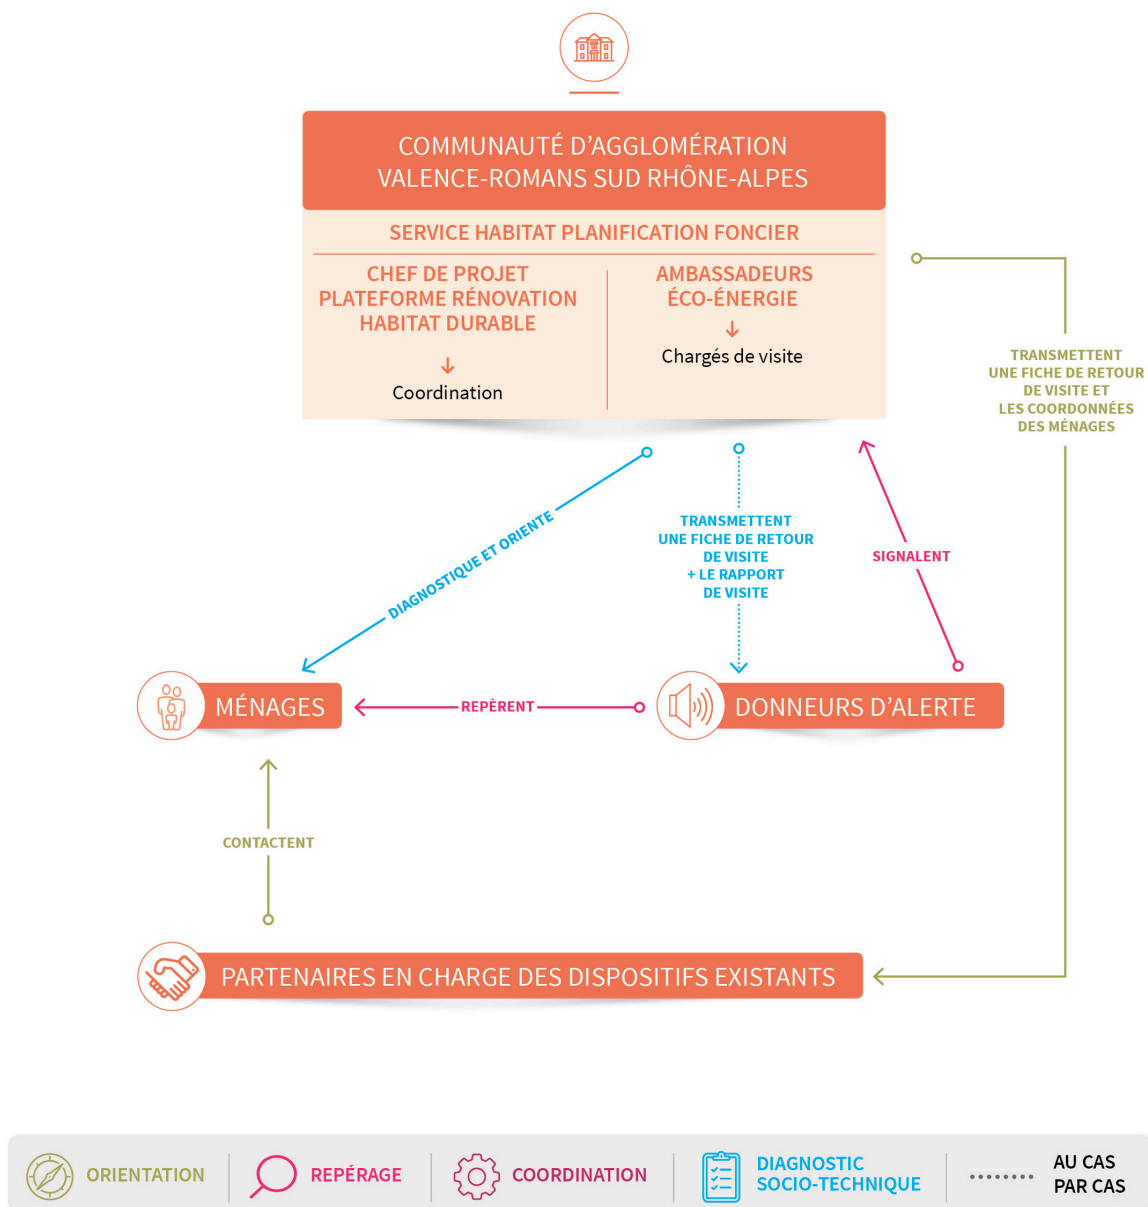 COMMUNAUTÉ D’AGGLOMÉRATION
VALENCE-ROMANS SUD RHÔNE-ALPES
SERVICE HABITAT PLANIFICATION FONCIER
CHEF DE PROJET
PLATEFORME RÉNOVATION
HABITAT DURABLE
Coordination
AMBASSADEURS
ÉCO-ÉNERGIE
Chargés de visite
TRANSMETTENT
UNE FICHE DE RETOUR
DE VISITE ET
LES COORDONNÉES
DES MÉNAGES
DIAGNOSTIQUE ET ORIENTE
TRANSMETTENT
UNE FICHE DE RETOUR
DE VISITE
+ LE RAPPORT
DE VISITE
SIGNALENT
MÉNAGES
REPÈRENT
DONNEURS D’ALERTE
CONTACTENT
PARTENAIRES EN CHARGE DES DISPOSITIFS EXISTANTS
ORIENTATION
REPÉRAGE
COORDINATION
DIAGNOSTIC
SOCIO-TECHNIQUE
AU CAS
PAR CAS